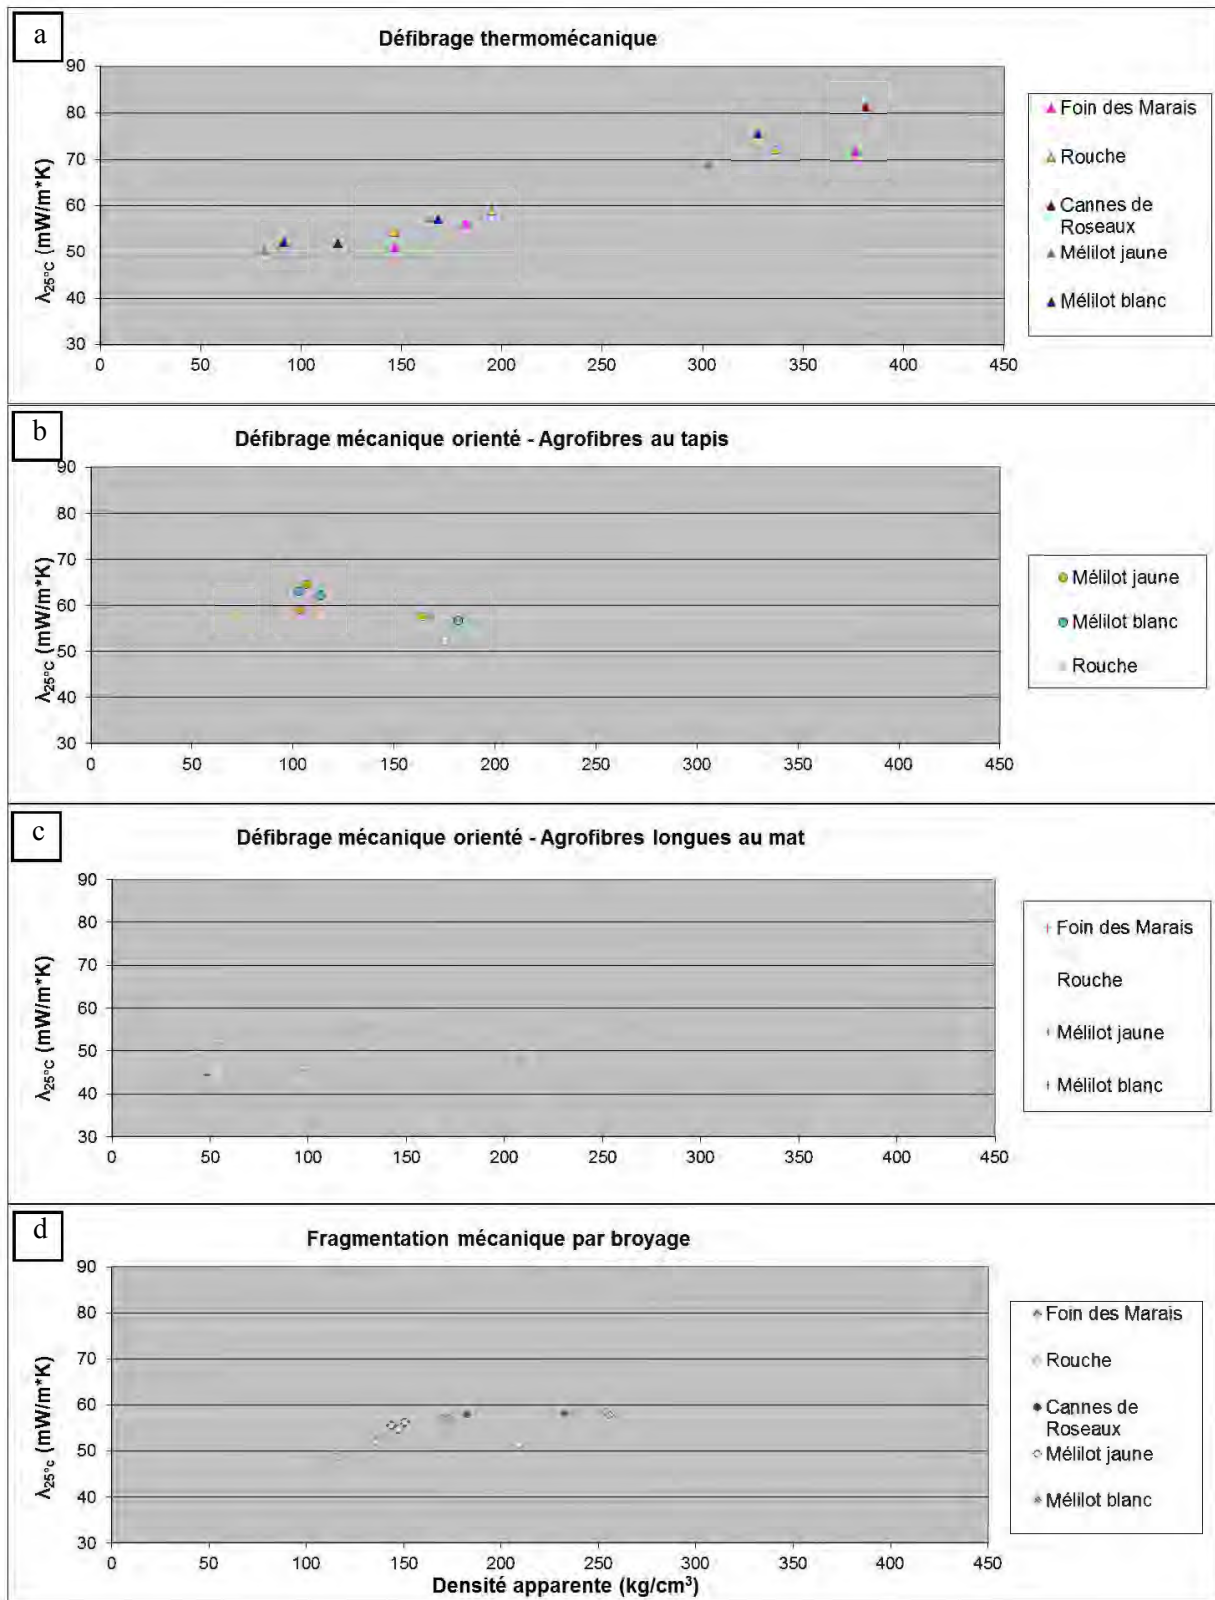 a
Défibrage thermomécanique
λ25°C (mW/m*K)
90
80
70
60
50
40
30
0 50 100 150 200 250 300 350 400 450
Foin des Marais
Rouche
Cannes de
Roseaux
Mélilot jaune
Mélilot blanc
b
Défibrage mécanique orienté - Agrofibres au tapis
λ25°C (mW/m*K)
90
80
70
60
50
40
30
0 50 100 150 200 250 300 350 400 450
Mélilot jaune
Mélilot blanc
Rouche
c
Défibrage mécanique orienté - Agrofibres longues au mat
λ25°C (mW/m*K)
90
80
70
60
50
40
30
0 50 100 150 200 250 300 350 400 450
Foin des Marais
Rouche
Mélilot jaune
Mélilot blanc
d
Fragmentation mécanique par broyage
λ25°c (mW/m*K)
90
80
70
60
50
40
30
0 50 100 150 200 250 300 350 400 450
Densité apparente (kg/cm³)
Foin des Marais
Rouche
Cannes de
Roseaux
Mélilot jaune
Mélilot blanc